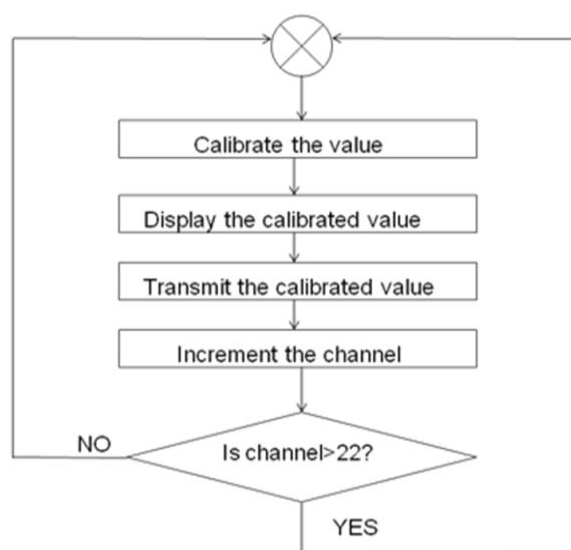 Calibrate the value
Display the calibrated value
Transmit the calibrated value
Increment the channel
Is channel>22?
NO
YES